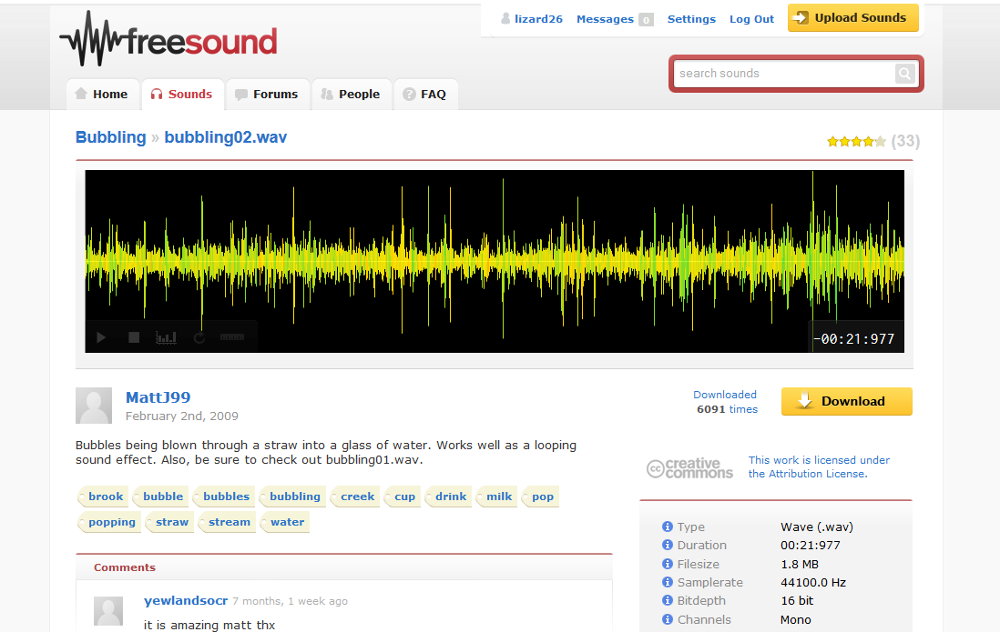 lizard26 Messages 0 Settings Log Out Upload Sounds
freesound
search sounds
Home Sounds Forums People FAQ
Bubbling » bubbling02.wav
(33)
-00:21:977
MattJ99
February 2nd, 2009
Downloaded
6091 times
Download
Bubbles being blown through a straw into a glass of water. Works well as a looping
sound effect. Also, be sure to check out bubbling01.wav.
cc creative
commons
This work is licensed under
the Attribution License.
brook bubble bubbles bubbling creek cup drink milk pop
popping straw stream water
Comments
yewlandsocr 7 months, 1 week ago
it is amazing matt thx
Type Wave (.wav)
Duration 00:21:977
Filesize 1.8 MB
Samplerate 44100.0 Hz
Bitdepth 16 bit
Channels Mono